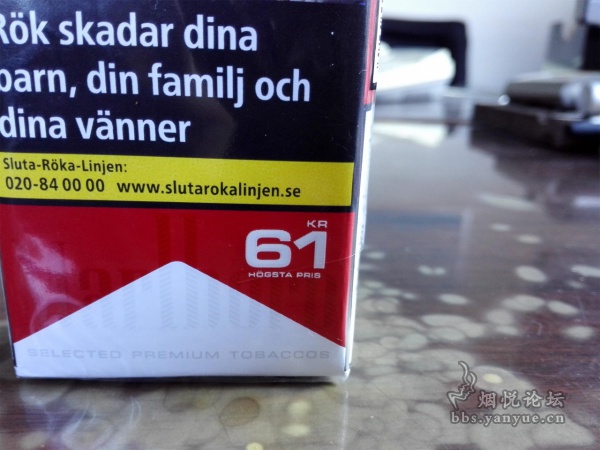 Rök skadar dina
barn, din familj och
dina vänner
Sluta-Röka-Linjen:
020-84 00 00 www.slutarokalinjen.se
KR
61
HÖGSTA PRIS
Marlboro
SELECTED PREMIUM TOBACCOS
烟悦论坛
bbs.yanyue.cn